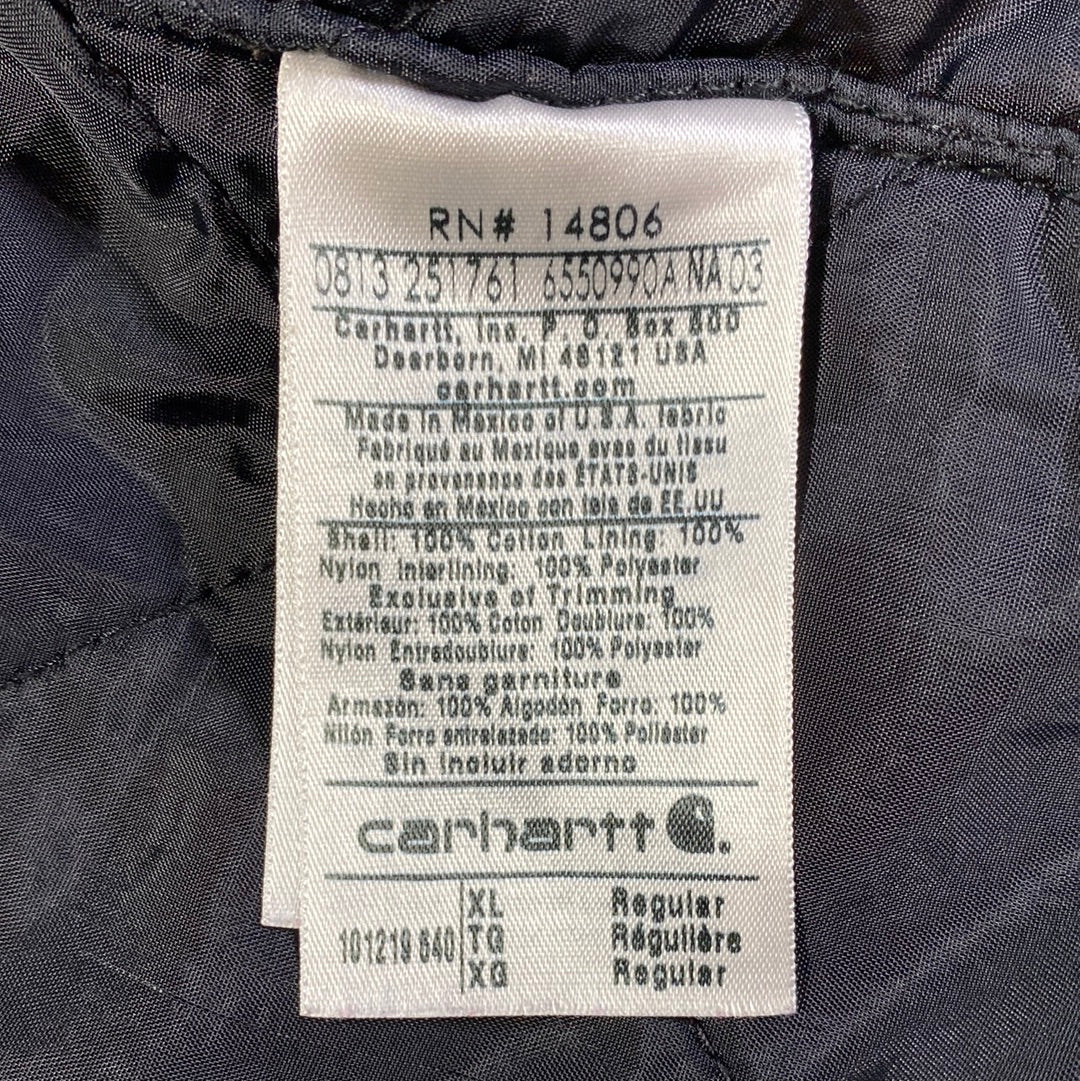 RN# 14806
0813 251761 6550990A NA 03
Carhartt, Inc. P. O. Box 600
Dearborn, MI 48121 USA
carhartt.com
Made in Mexico of U.S.A. fabric
Fabriqué au Mexique avec du tissu
en provenance des ÉTATS-UNIS
Hecho en Mexico con tela de EE.UU
Shell: 100% Cotton Lining: 100%
Nylon Interlining: 100% Polyester
Exclusive of Trimming
Extérieur: 100% Coton Doublure: 100%
Nylon Entredoublure: 100% Polyester
Sans garniture
Armazón: 100% Algodón Forro: 100%
Nilón Forro entrelazado: 100% Poliéster
Sin incluir adorno
carhartt
XL Regular
101219 640 TG Régulière
XG Regular